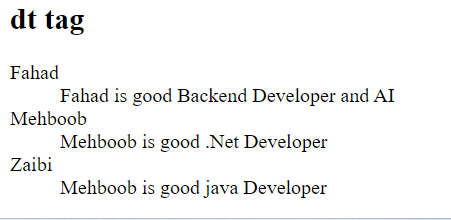 dt tag
Fahad
Fahad is good Backend Developer and AI
Mehboob
Mehboob is good .Net Developer
Zaibi
Mehboob is good java Developer